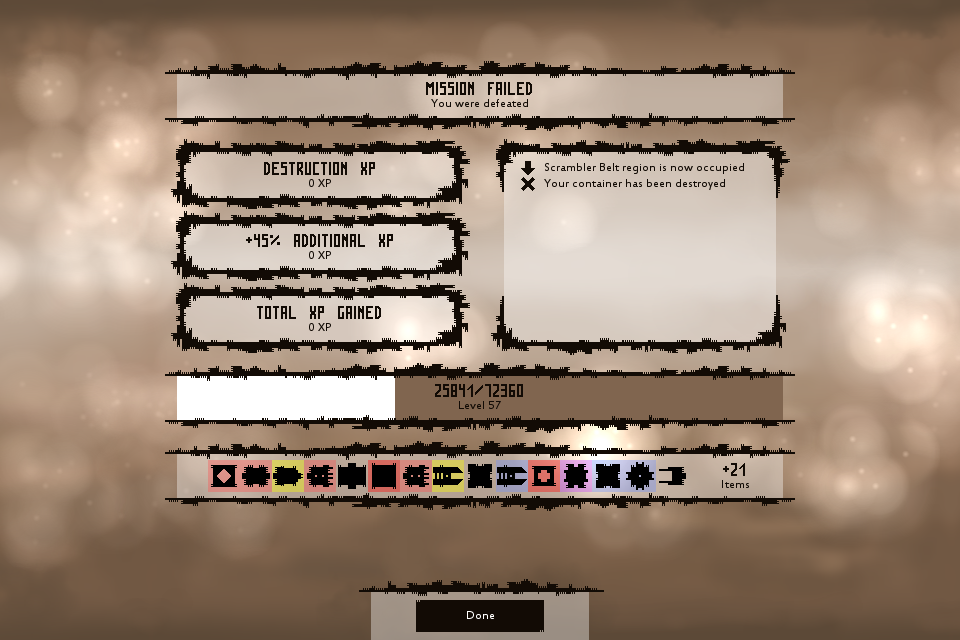 MISSION FAILED
You were defeated
DESTRUCTION XP
0 XP
+45% ADDITIONAL XP
0 XP
TOTAL XP GAINED
0 XP
Scrambler Belt region is now occupied
Your container has been destroyed
25841/72360
Level 57
+21
Items
Done